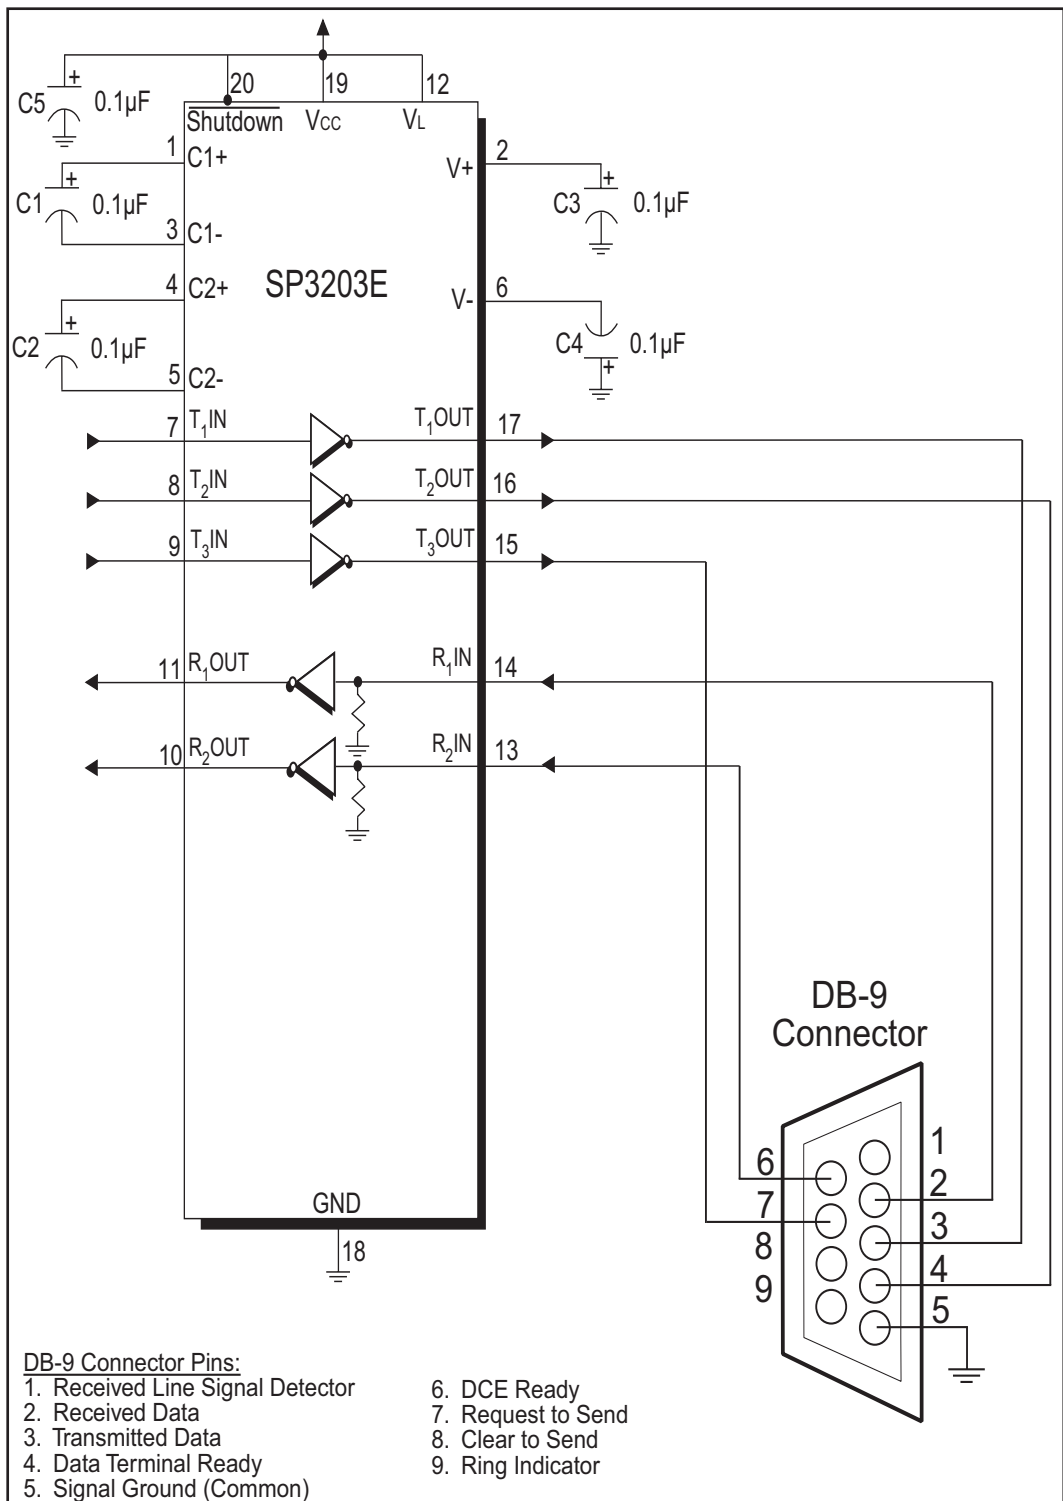 20 19 12
C5 + 0.1µF
Shutdown VCC VL
1 C1+
V+ 2
C1 + 0.1µF
C3 + 0.1µF
3 C1-
4 C2+
SP3203E
V- 6
C2 + 0.1µF
C4 + 0.1µF
5 C2-
7 T1IN T1OUT 17
8 T2IN T2OUT 16
9 T3IN T3OUT 15
11 R1OUT R1IN 14
10 R2OUT R2IN 13
DB-9
Connector
6
7
8
9
1
2
3
4
5
GND
18
DB-9 Connector Pins:
1. Received Line Signal Detector
2. Received Data
3. Transmitted Data
4. Data Terminal Ready
5. Signal Ground (Common)
6. DCE Ready
7. Request to Send
8. Clear to Send
9. Ring Indicator